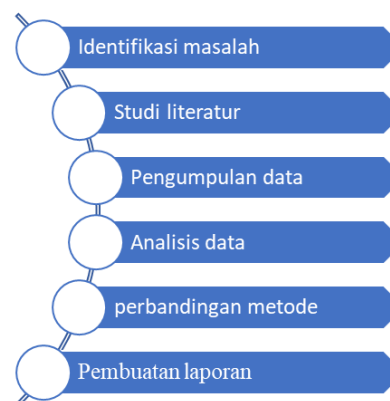 Identifikasi masalah
Studi literatur
Pengumpulan data
Analisis data
perbandingan metode
Pembuatan laporan